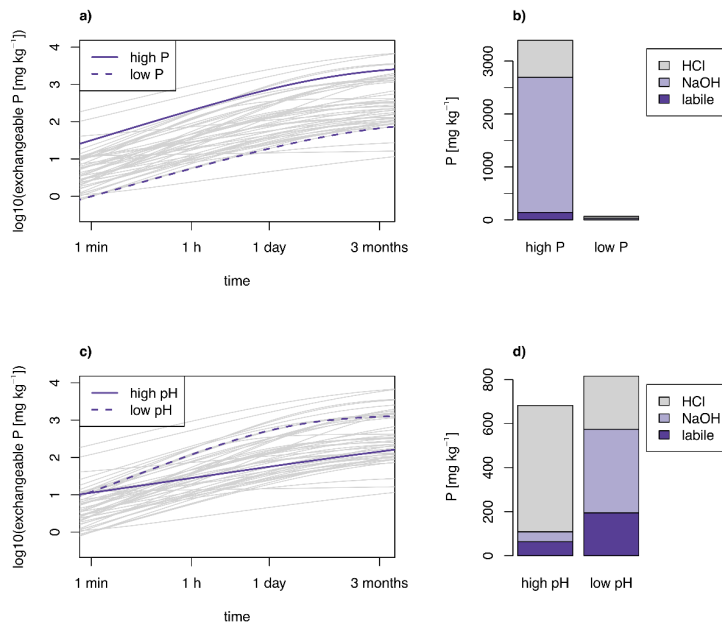 a)
log10(exchangeable P [mg kg⁻¹])
4
3
2
1
0
high P
low P
1 min
1 h
1 day
3 months
time
b)
P [mg kg⁻¹]
3000
2000
1000
0
high P
low P
HCl
NaOH
labile
c)
log10(exchangeable P [mg kg⁻¹])
4
3
2
1
0
high pH
low pH
1 min
1 h
1 day
3 months
time
d)
P [mg kg⁻¹]
800
600
400
200
0
high pH
low pH
HCl
NaOH
labile